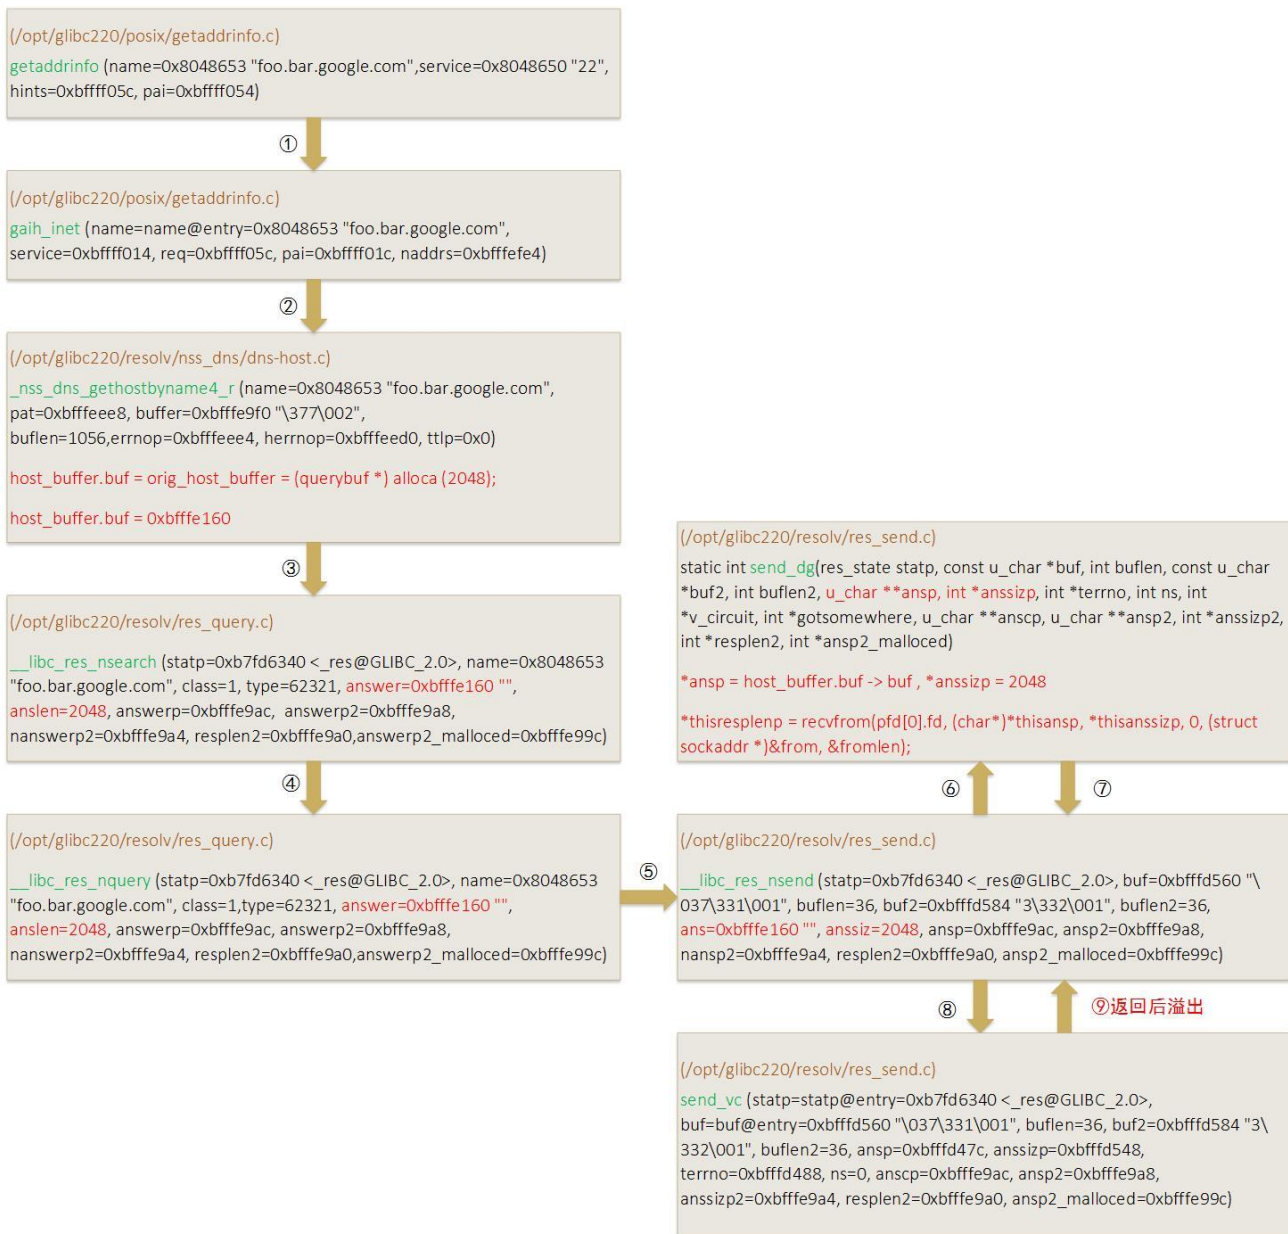 (/opt/glibc220/posix/getaddrinfo.c)
getaddrinfo (name=0x8048653 "foo.bar.google.com",service=0x8048650 "22",
hints=0xbffff05c, pai=0xbffff054)
①
(/opt/glibc220/posix/getaddrinfo.c)
gaih_inet (name=name@entry=0x8048653 "foo.bar.google.com",
service=0xbffff014, req=0xbffff05c, pai=0xbffff01c, naddrs=0xbfffefe4)
②
(/opt/glibc220/resolv/nss_dns/dns-host.c)
_nss_dns_gethostbyname4_r (name=0x8048653 "foo.bar.google.com",
pat=0xbfffeee8, buffer=0xbfffe9f0 "\377\002",
buflen=1056,errnop=0xbfffeee4, herrnop=0xbfffeed0, ttlp=0x0)
host_buffer.buf = orig_host_buffer = (querybuf *) alloca (2048);
host_buffer.buf = 0xbfffe160
③
(/opt/glibc220/resolv/res_query.c)
__libc_res_nsearch (statp=0xb7fd6340 <_res@GLIBC_2.0>, name=0x8048653
"foo.bar.google.com", class=1, type=62321, answer=0xbfffe160 "",
anslen=2048, answerp=0xbfffe9ac, answerp2=0xbfffe9a8,
nanswerp2=0xbfffe9a4, resplen2=0xbfffe9a0,answerp2_malloced=0xbfffe99c)
④
(/opt/glibc220/resolv/res_query.c)
__libc_res_nquery (statp=0xb7fd6340 <_res@GLIBC_2.0>, name=0x8048653
"foo.bar.google.com", class=1,type=62321, answer=0xbfffe160 "",
anslen=2048, answerp=0xbfffe9ac, answerp2=0xbfffe9a8,
nanswerp2=0xbfffe9a4, resplen2=0xbfffe9a0,answerp2_malloced=0xbfffe99c)
⑤
(/opt/glibc220/resolv/res_send.c)
static int send_dg(res_state statp, const u_char *buf, int buflen, const u_char
*buf2, int buflen2, u_char **ansp, int *anssizp, int *terrno, int ns, int
*v_circuit, int *gotsomewhere, u_char **anscp, u_char **ansp2, int *anssizp2,
int *resplen2, int *ansp2_malloced)
*ansp = host_buffer.buf -> buf , *anssizp = 2048
*thisresplenp = recvfrom(pfd[0].fd, (char*)*thisansp, *thisanssizp, 0, (struct
sockaddr *)&from, &fromlen);
⑥
⑦
(/opt/glibc220/resolv/res_send.c)
__libc_res_nsend (statp=0xb7fd6340 <_res@GLIBC_2.0>, buf=0xbfffd560 "\
037\331\001", buflen=36, buf2=0xbfffd584 "3\332\001", buflen2=36,
ans=0xbfffe160 "", anssiz=2048, ansp=0xbfffe9ac, ansp2=0xbfffe9a8,
nansp2=0xbfffe9a4, resplen2=0xbfffe9a0, ansp2_malloced=0xbfffe99c)
⑧
⑨返回后溢出
(/opt/glibc220/resolv/res_send.c)
send_vc (statp=statp@entry=0xb7fd6340 <_res@GLIBC_2.0>,
buf=buf@entry=0xbfffd560 "\037\331\001", buflen=36, buf2=0xbfffd584 "3\
332\001", buflen2=36, ansp=0xbfffd47c, anssizp=0xbfffd548,
terrno=0xbfffd488, ns=0, anscp=0xbfffe9ac, ansp2=0xbfffe9a8,
anssizp2=0xbfffe9a4, resplen2=0xbfffe9a0, ansp2_malloced=0xbfffe99c)